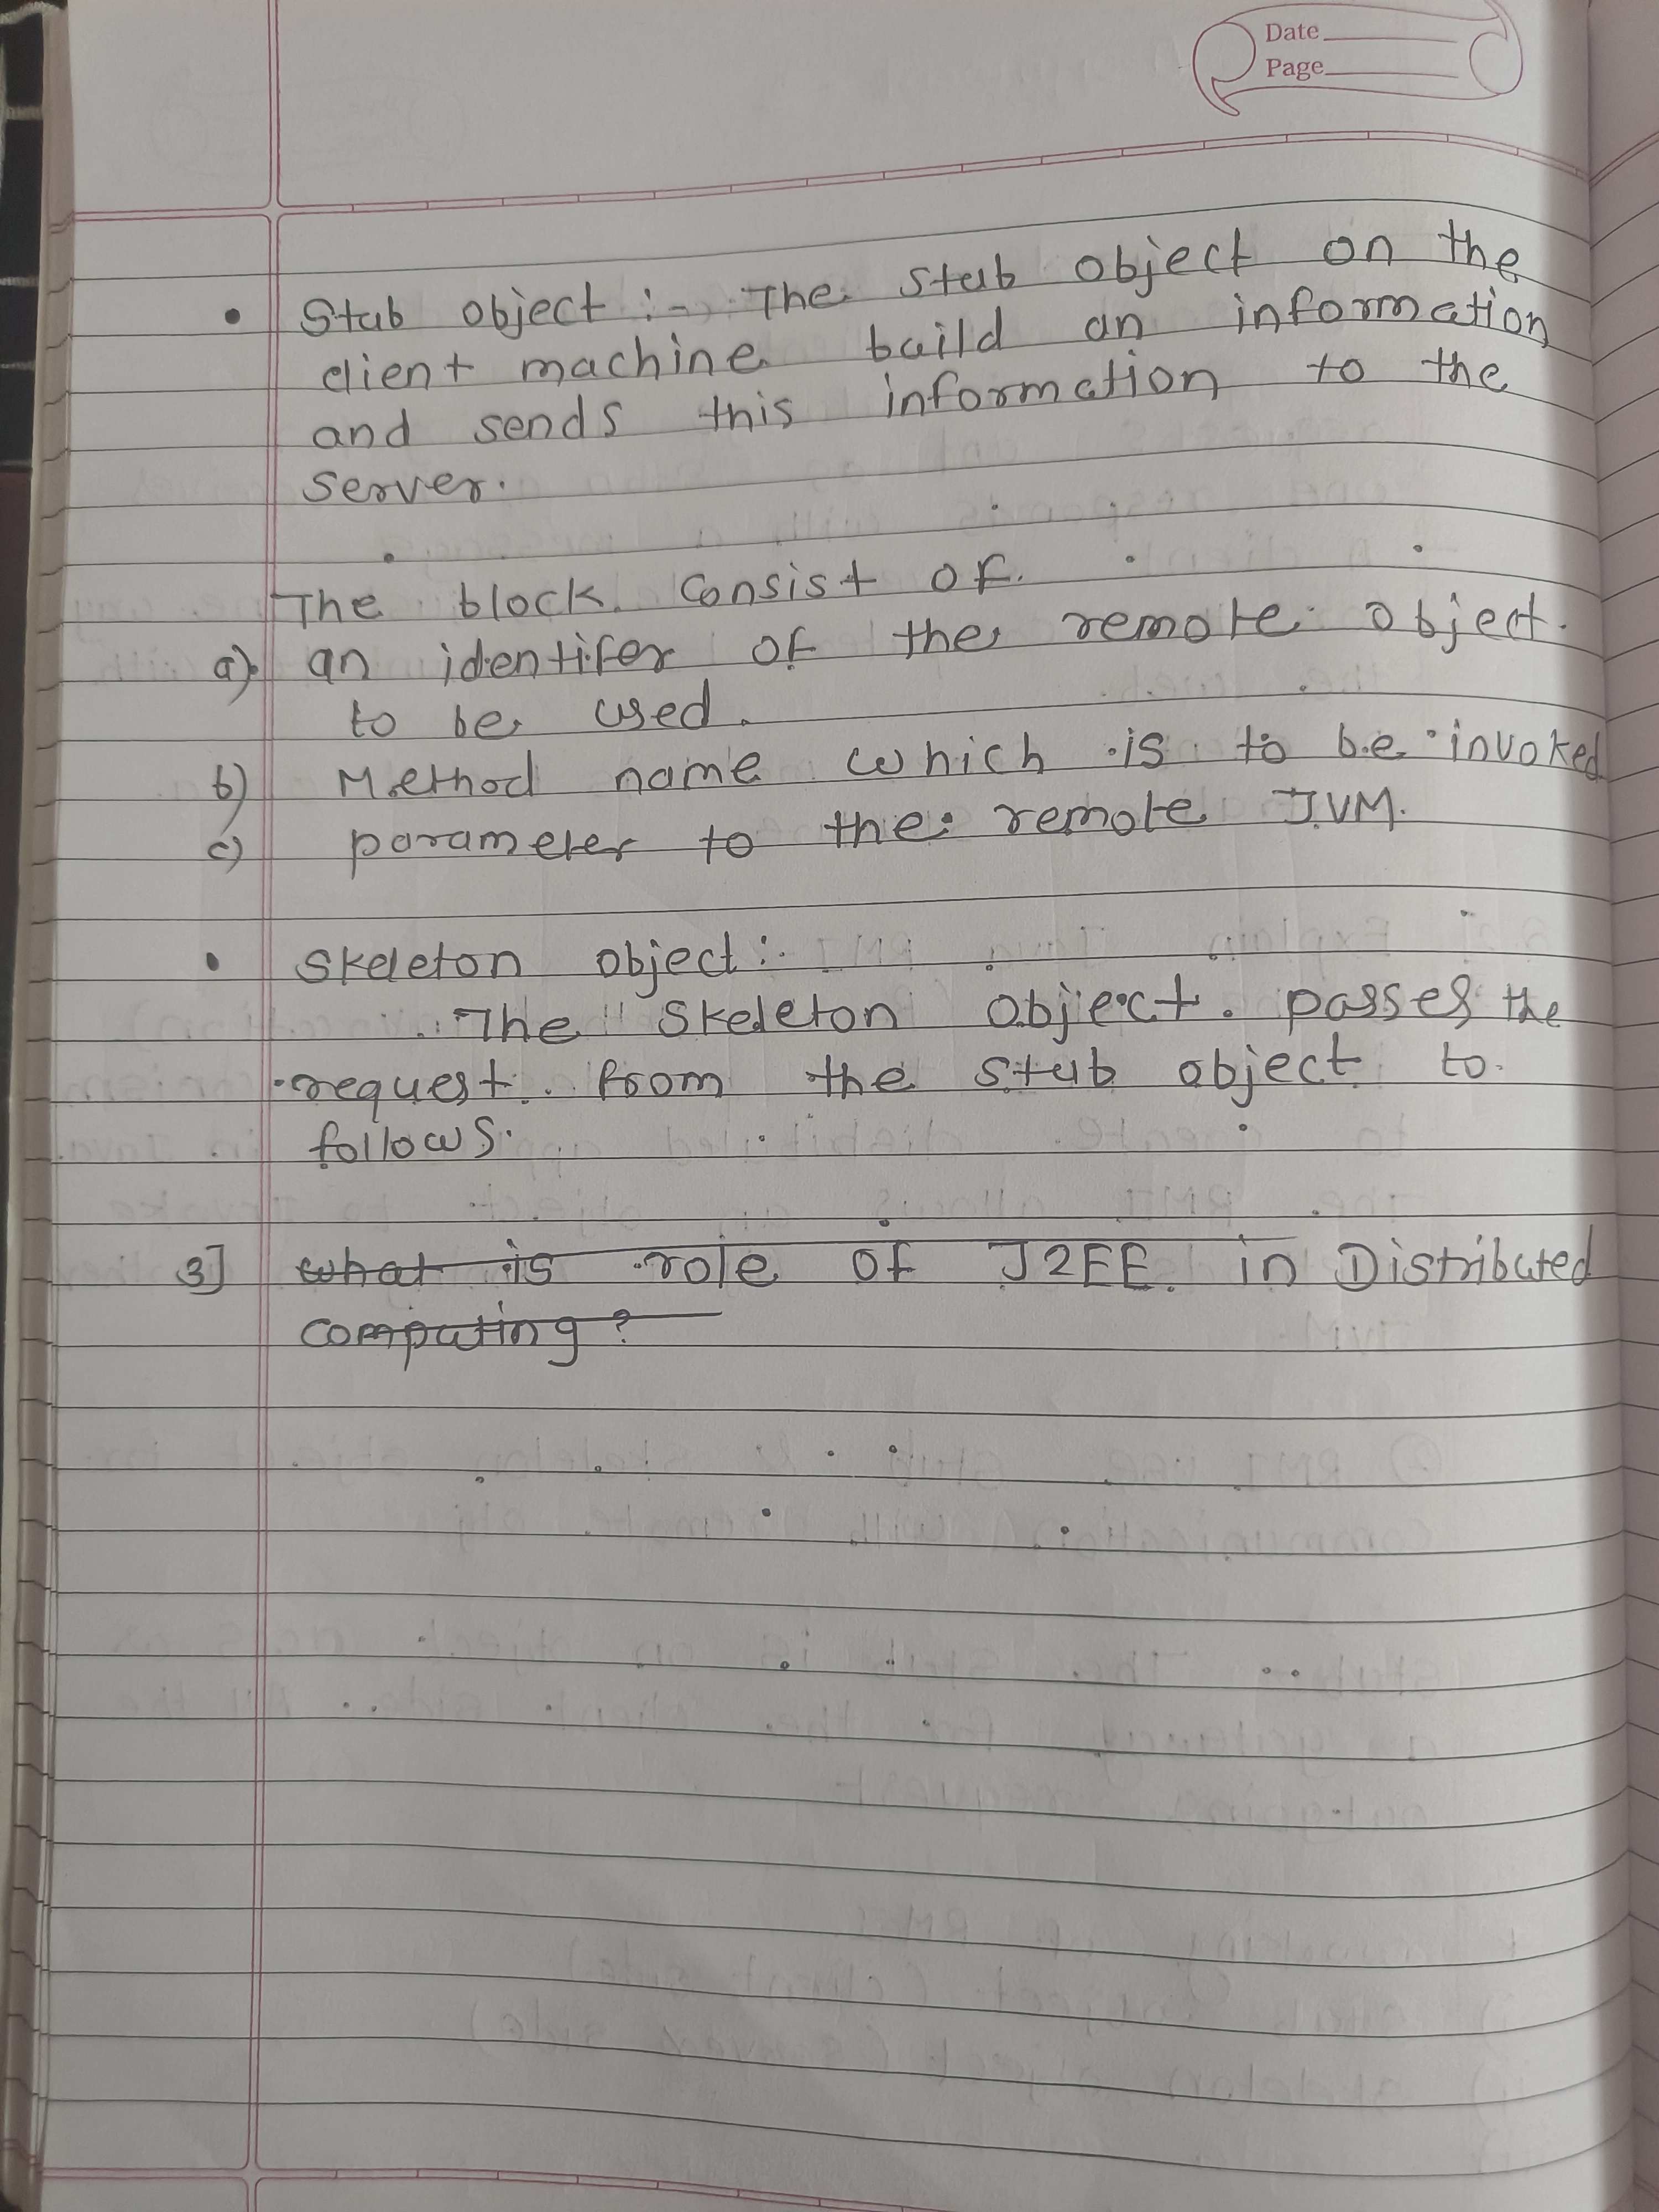 Date
Page
• Stub object :- The Stub object on the
client machine build an information
and sends this information to the
server.
The block consist of
a) an identifer of the remote object.
to be used.
b) Method name which is to be invoked
c) parameter to the remote JVM.
• Skeleton object :-
The Skeleton object passes the
request from the stub object to
follows.
3] What is role of J2EE in Distributed
computing?